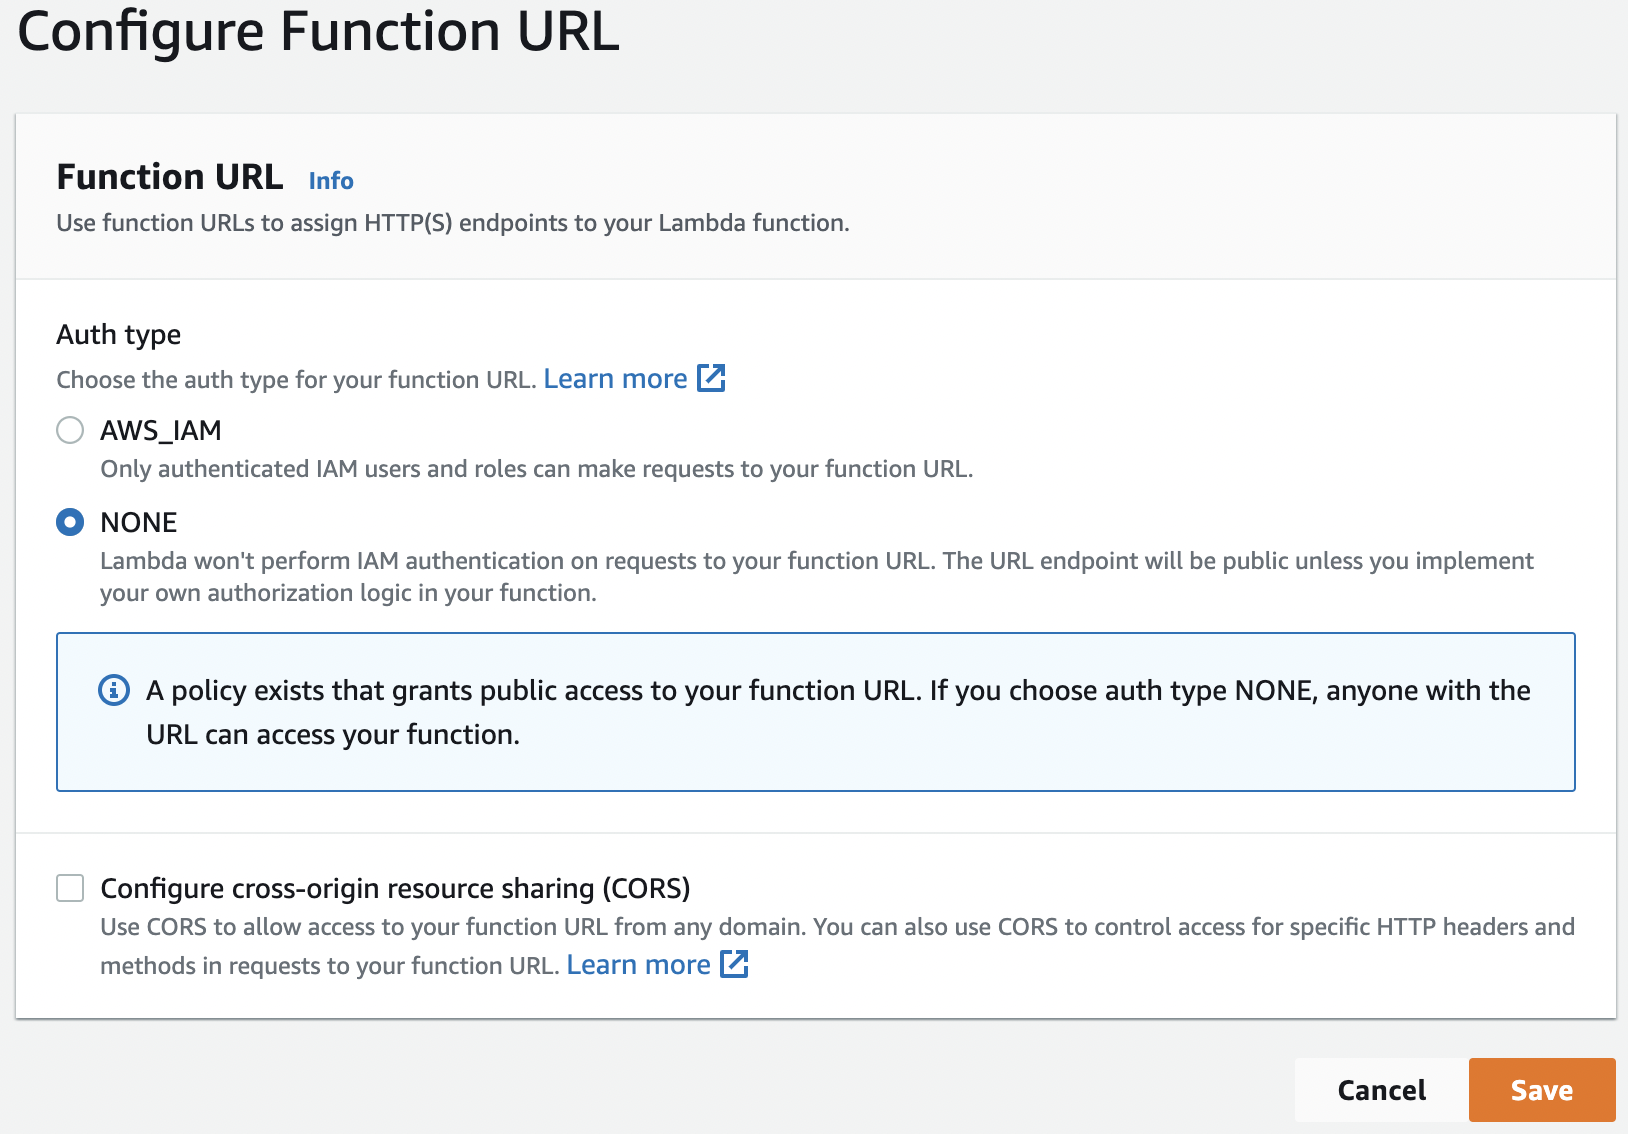 Configure Function URL
Function URL Info
Use function URLs to assign HTTP(S) endpoints to your Lambda function.
Auth type
Choose the auth type for your function URL. Learn more
AWS_IAM
Only authenticated IAM users and roles can make requests to your function URL.
NONE
Lambda won't perform IAM authentication on requests to your function URL. The URL endpoint will be public unless you implement
your own authorization logic in your function.
A policy exists that grants public access to your function URL. If you choose auth type NONE, anyone with the
URL can access your function.
Configure cross-origin resource sharing (CORS)
Use CORS to allow access to your function URL from any domain. You can also use CORS to control access for specific HTTP headers and
methods in requests to your function URL. Learn more
Cancel Save